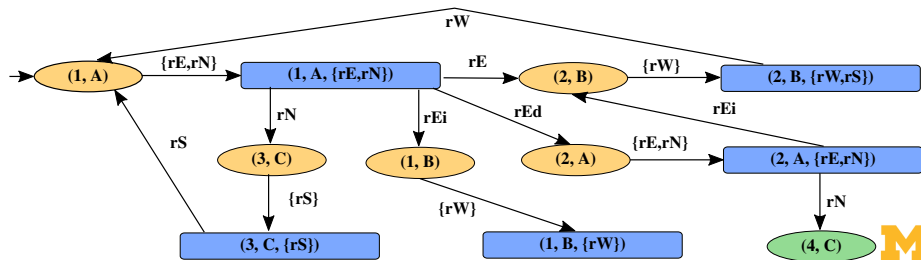 rW
(1, A)
{rE,rN}
(1, A, {rE,rN})
rE
(2, B)
{rW}
(2, B, {rW,rS})
rS
rN
rEi
rEd
rEi
(3, C)
(1, B)
(2, A)
{rE,rN}
(2, A, {rE,rN})
{rS}
{rW}
rN
(3, C, {rS})
(1, B, {rW})
(4, C)
M